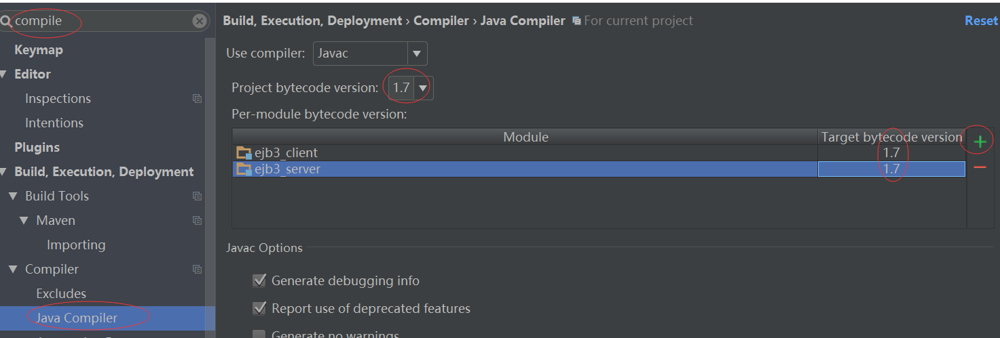 compile
Keymap
Editor
Inspections
Intentions
Plugins
Build, Execution, Deployment
Build Tools
Maven
Importing
Compiler
Excludes
Java Compiler
Build, Execution, Deployment › Compiler › Java Compiler For current project Reset
Use compiler: Javac
Project bytecode version: 1.7
Per-module bytecode version:
Module Target bytecode version
ejb3_client 1.7
ejb3_server 1.7
Javac Options
Generate debugging info
Report use of deprecated features
Generate no warnings